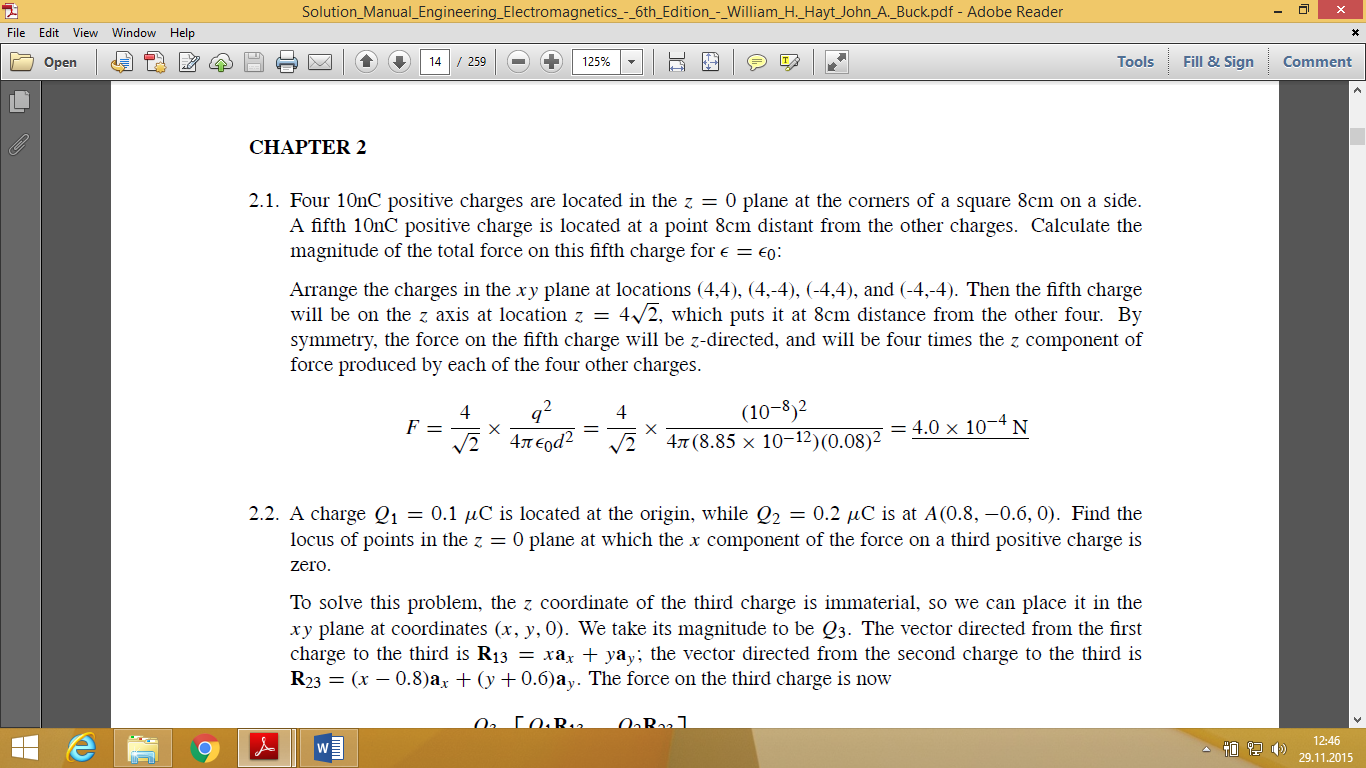 Solution_Manual_Engineering_Electromagnetics_-_6th_Edition_-_William_H._Hayt_John_A._Buck.pdf - Adobe Reader
File Edit View Window Help
Open 14 / 259 125% Tools Fill & Sign Comment
CHAPTER 2
2.1. Four 10nC positive charges are located in the z = 0 plane at the corners of a square 8cm on a side.
A fifth 10nC positive charge is located at a point 8cm distant from the other charges. Calculate the
magnitude of the total force on this fifth charge for ϵ = ϵ₀:
Arrange the charges in the xy plane at locations (4,4), (4,-4), (-4,4), and (-4,-4). Then the fifth charge
will be on the z axis at location z = 4√2, which puts it at 8cm distance from the other four. By
symmetry, the force on the fifth charge will be z-directed, and will be four times the z component of
force produced by each of the four other charges.
F = 4/√2 × q²/4πϵ₀d² = 4/√2 × (10⁻⁸)²/4π(8.85 × 10⁻¹²)(0.08)² = 4.0 × 10⁻⁴ N
2.2. A charge Q₁ = 0.1 μC is located at the origin, while Q₂ = 0.2 μC is at A(0.8, −0.6, 0). Find the
locus of points in the z = 0 plane at which the x component of the force on a third positive charge is
zero.
To solve this problem, the z coordinate of the third charge is immaterial, so we can place it in the
xy plane at coordinates (x, y, 0). We take its magnitude to be Q₃. The vector directed from the first
charge to the third is R₁₃ = xaₓ + yaᵧ; the vector directed from the second charge to the third is
R₂₃ = (x − 0.8)aₓ + (y + 0.6)aᵧ. The force on the third charge is now
12:46
29.11.2015